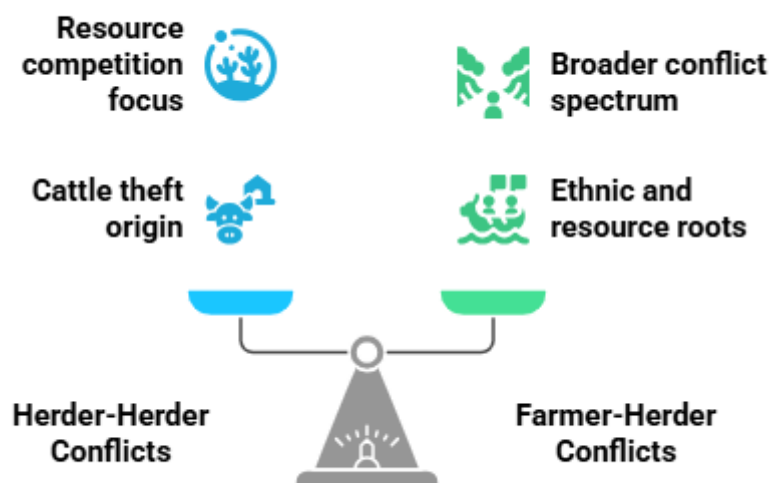 Resource
competition
focus
Broader conflict
spectrum
Cattle theft
origin
Ethnic and
resource roots
Herder-Herder
Conflicts
Farmer-Herder
Conflicts